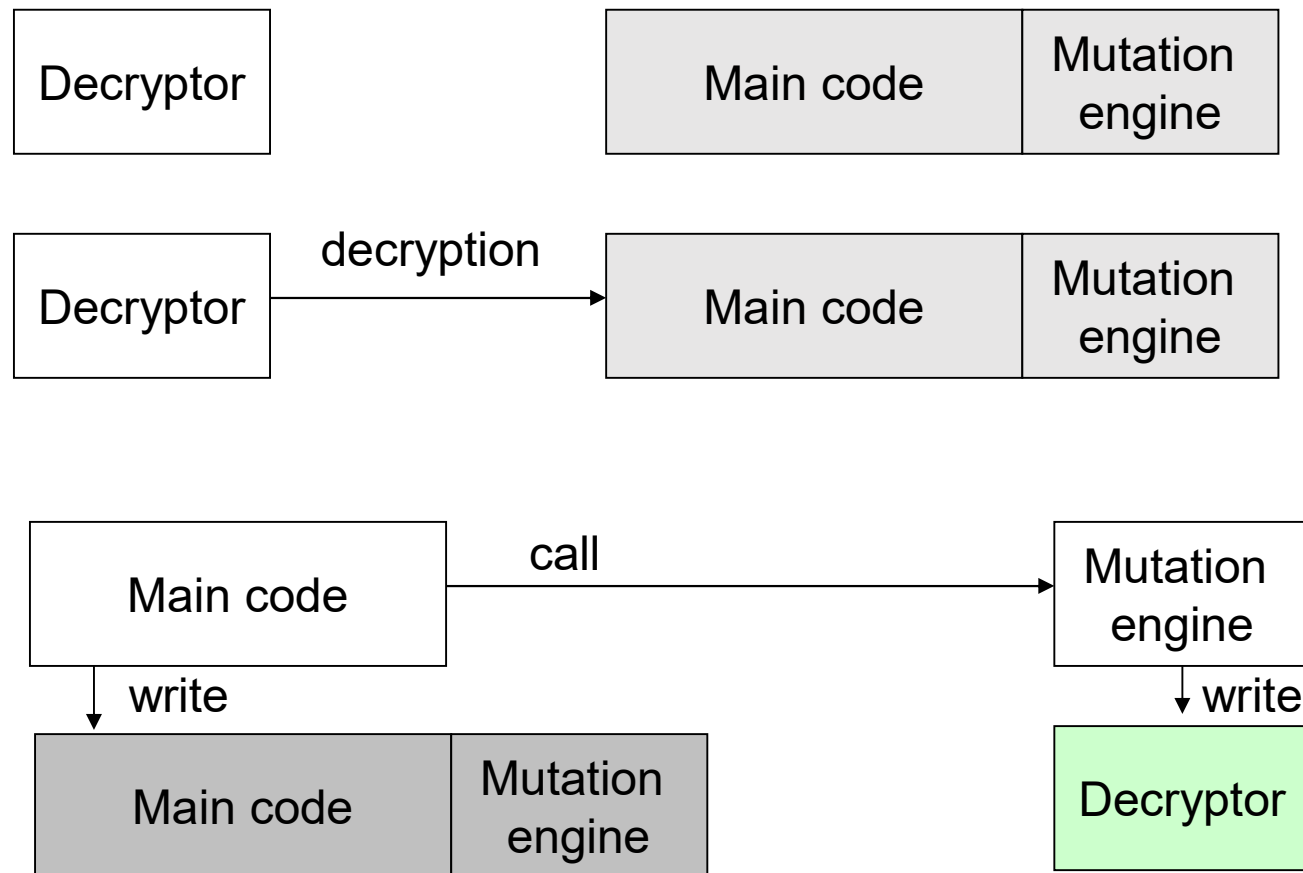 Decryptor
Main code
Mutation
engine
Decryptor
decryption
Main code
Mutation
engine
Main code
call
Mutation
engine
write
write
Main code
Mutation
engine
Decryptor